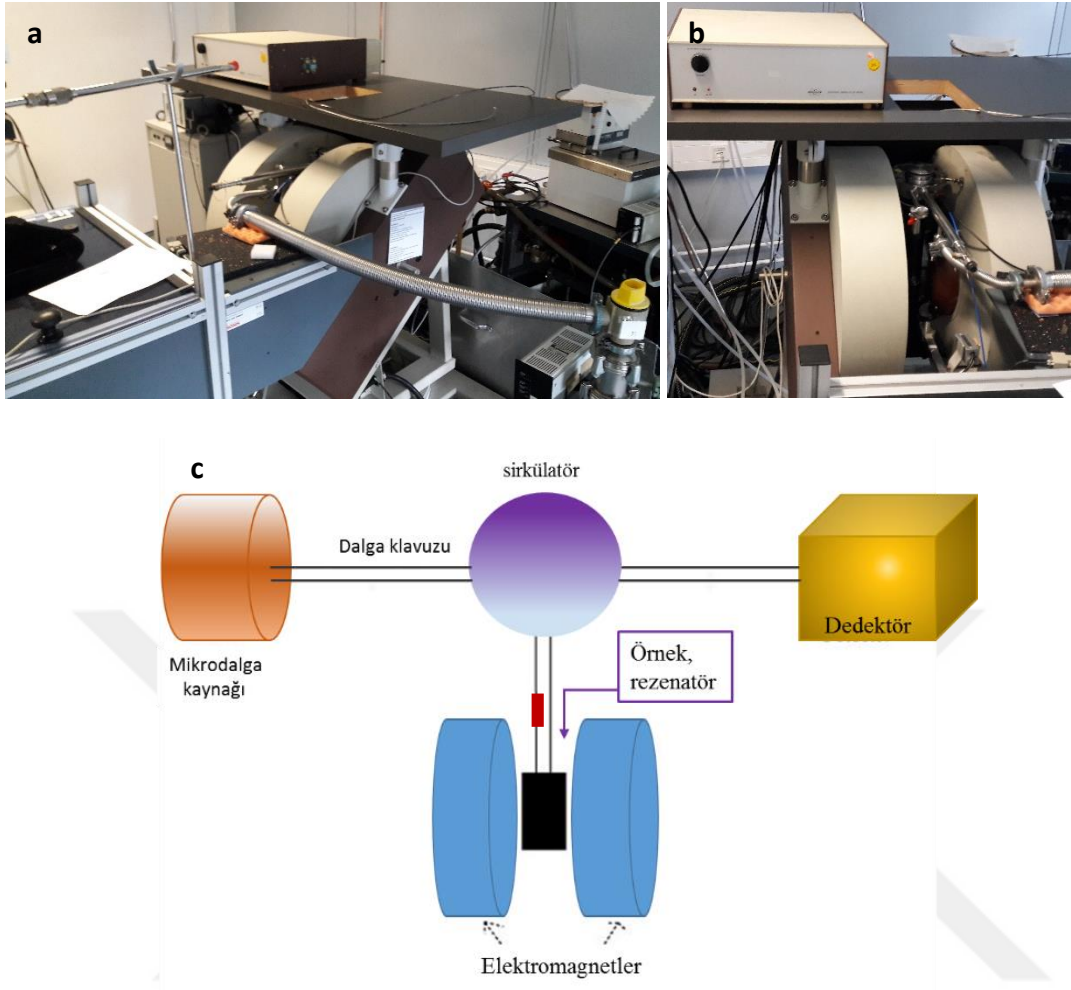 a
b
c
sirkülatör
Dalga klavuzu
Dedektör
Mikrodalga
kaynağı
Örnek,
rezenatör
Elektromagnetler